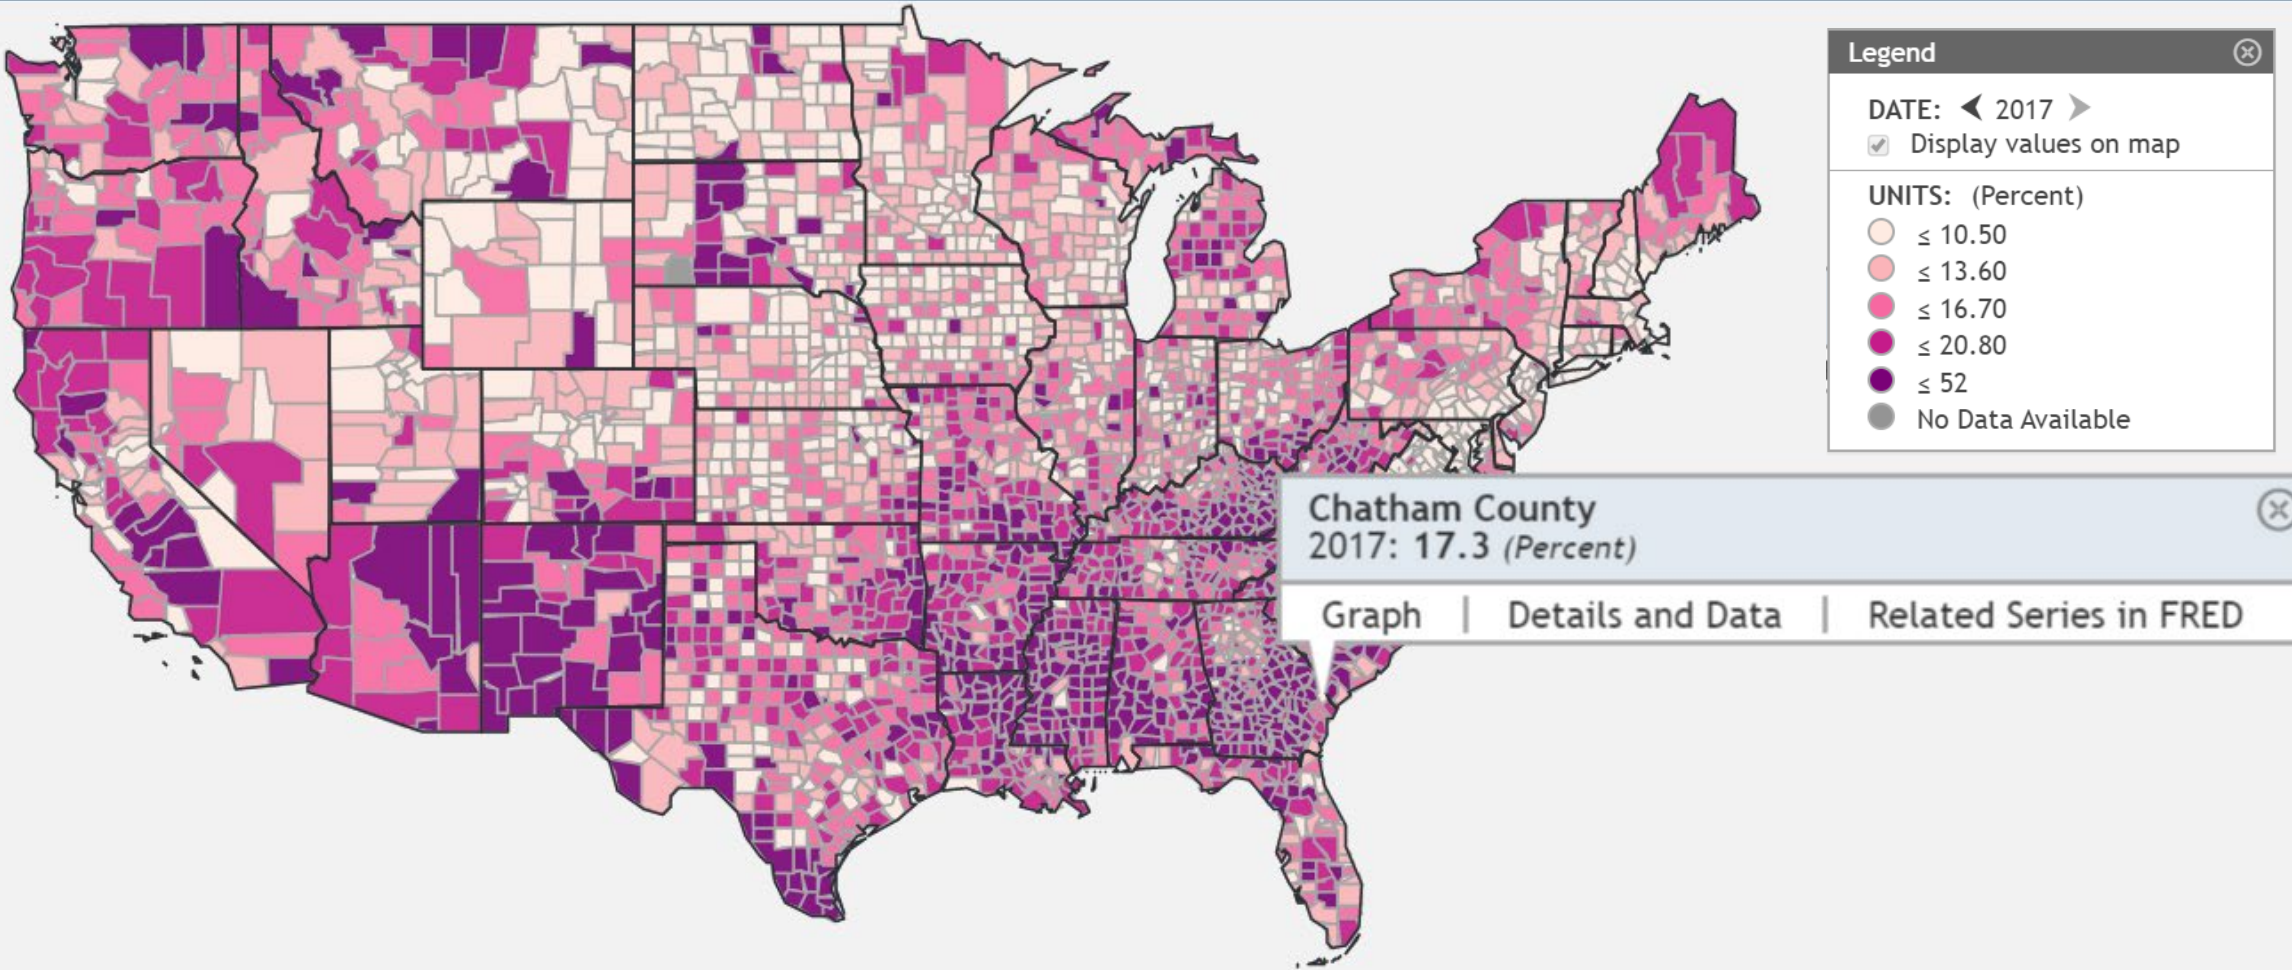 Legend
DATE: 2017
Display values on map
UNITS: (Percent)
≤ 10.50
≤ 13.60
≤ 16.70
≤ 20.80
≤ 52
No Data Available
Chatham County
2017: 17.3 (Percent)
Graph | Details and Data | Related Series in FRED